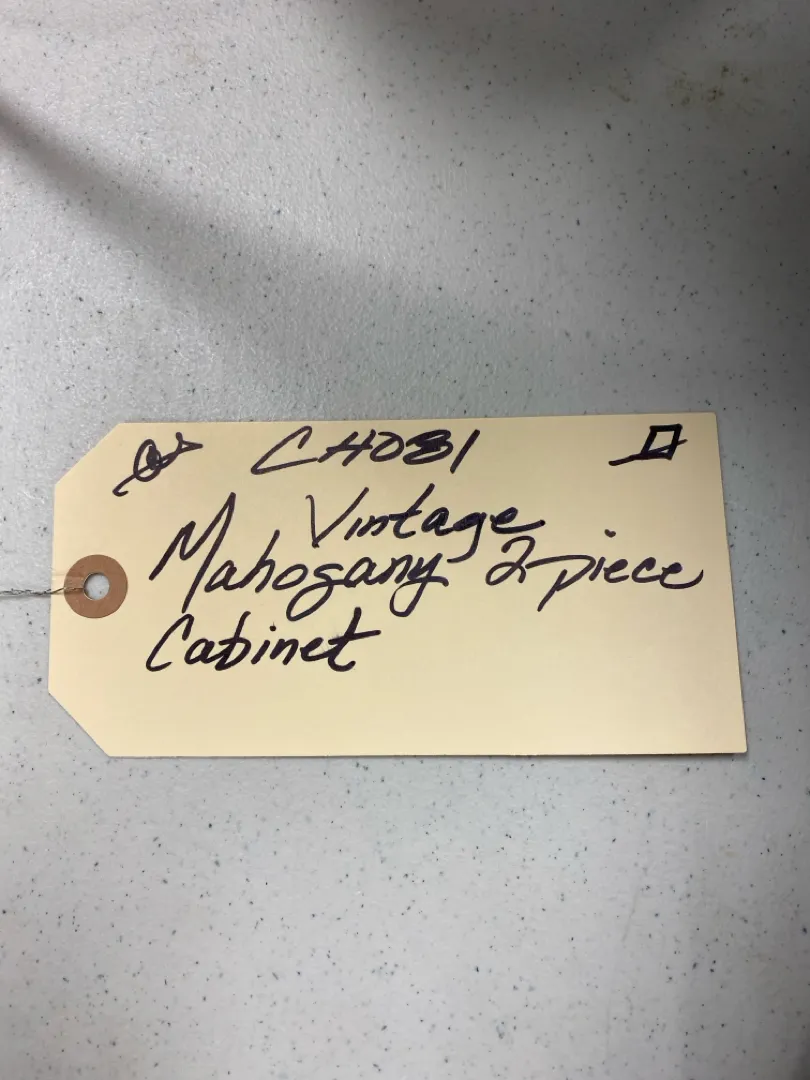 CH081
Vintage
Mahogany 2-piece
Cabinet